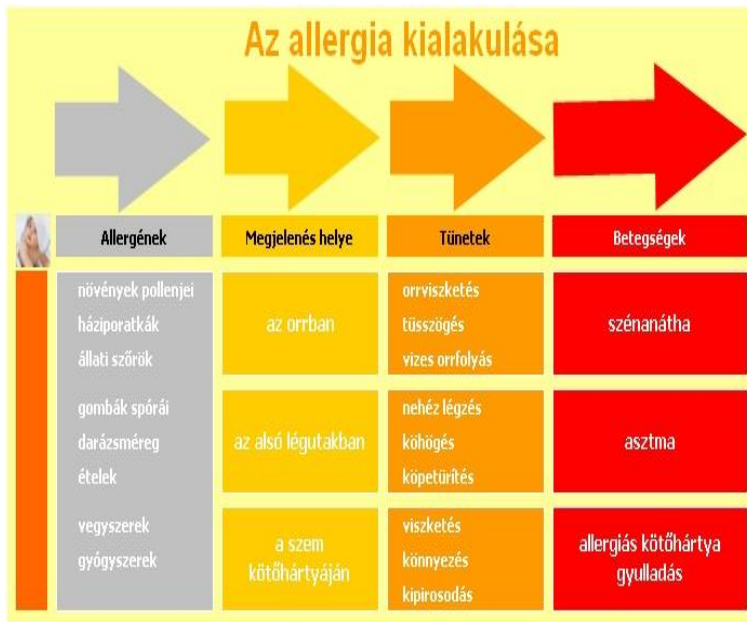 Az allergia kialakulása
Allergének
Megjelenés helye
Tünetek
Betegségek
növények pollenjei
háziporatkák
állati szőrök
gombák spórái
darázsméreg
ételek
vegyszerek
gyógyszerek
az orrban
az alsó légutakban
a szem
kötőhártyáján
orrviszketés
tüsszögés
vizes orrfolyás
nehéz légzés
köhögés
köpetürítés
viszketés
könnyezés
kipirosodás
szénanátha
asztma
allergiás kötőhártya
gyulladás